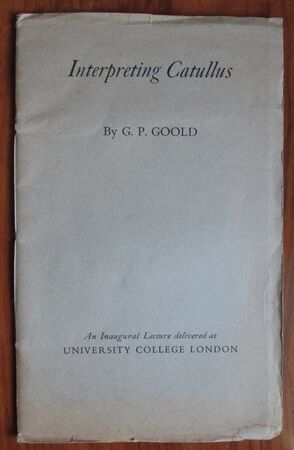 Interpreting Catullus
By G. P. GOOLD
An Inaugural Lecture delivered at
UNIVERSITY COLLEGE LONDON